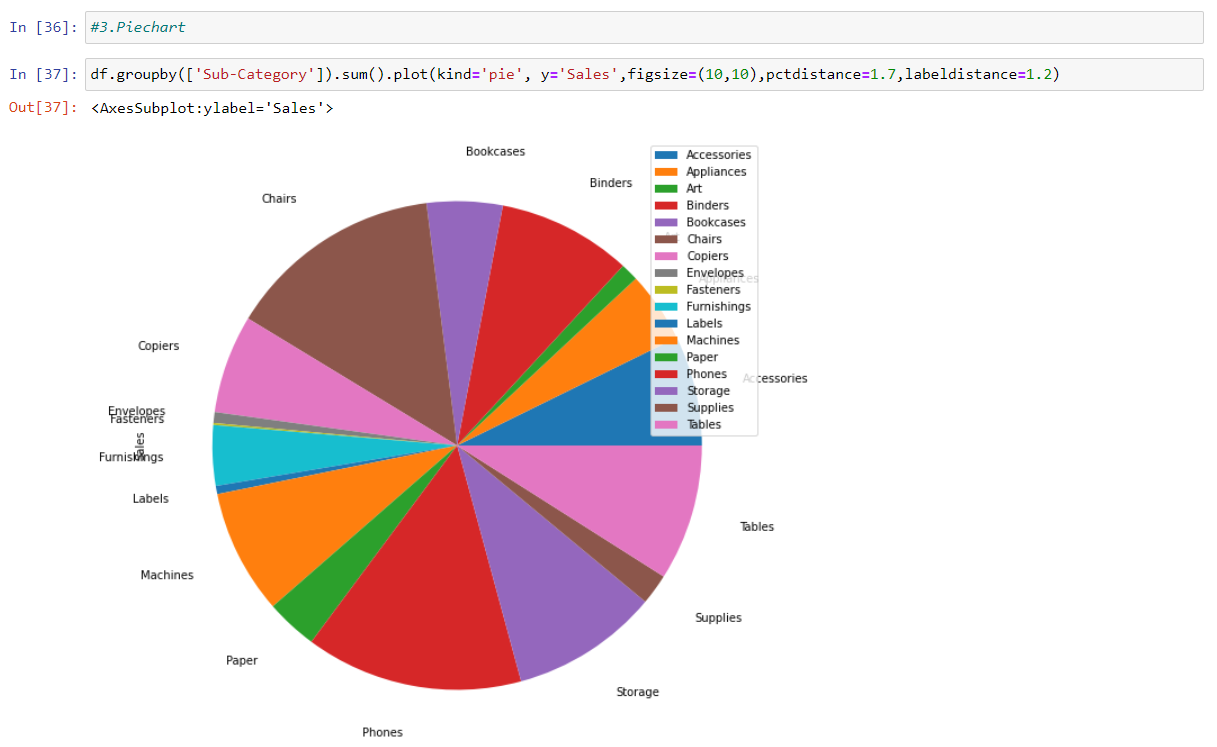 In [36]: #3.Piechart
In [37]: df.groupby(['Sub-Category']).sum().plot(kind='pie', y='Sales',figsize=(10,10),pctdistance=1.7,labeldistance=1.2)
Out[37]: <AxesSubplot:ylabel='Sales'>
Bookcases
Binders
Chairs
Copiers
Envelopes
Fasteners
Sales
Furnishings
Labels
Machines
Paper
Phones
Storage
Supplies
Tables
Accessories
Appliances
Art
Accessories
Appliances
Art
Binders
Bookcases
Chairs
Copiers
Envelopes
Fasteners
Furnishings
Labels
Machines
Paper
Phones
Storage
Supplies
Tables